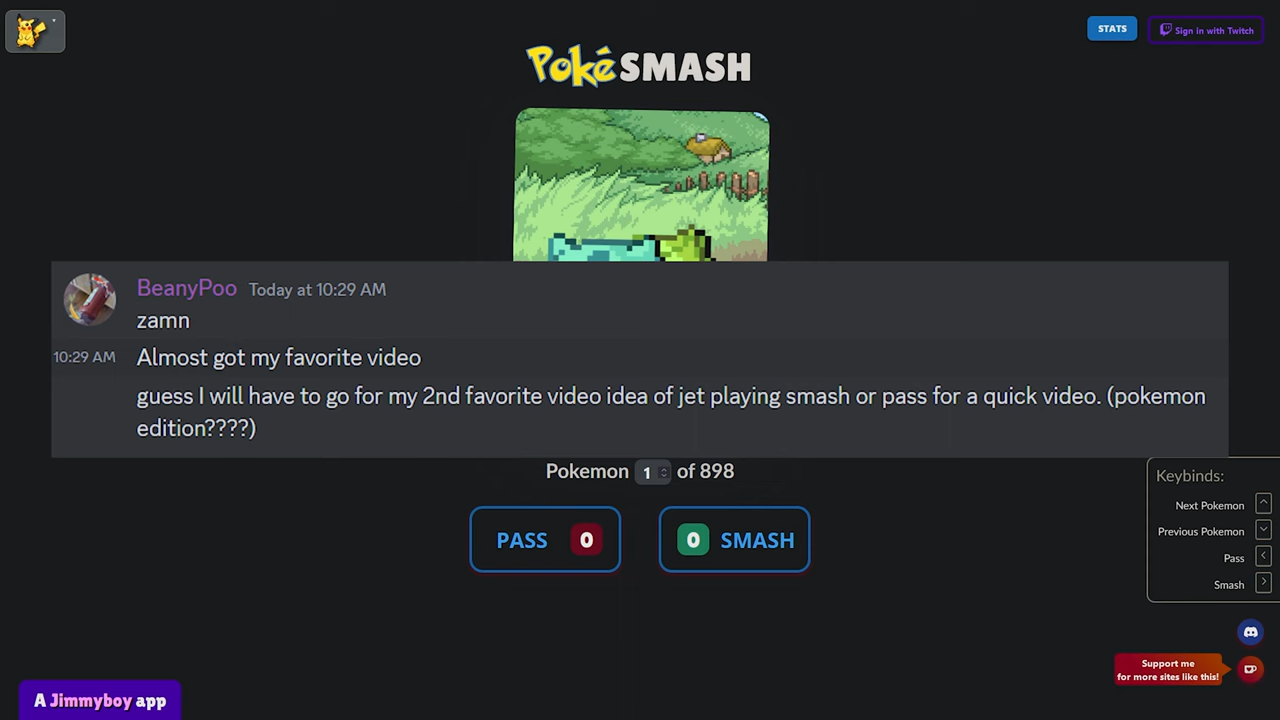 STATS
Sign in with Twitch
PokéSMASH
BeanyPoo Today at 10:29 AM
zamn
10:29 AM Almost got my favorite video
guess I will have to go for my 2nd favorite video idea of jet playing smash or pass for a quick video. (pokemon
edition????)
Pokemon 1 of 898
PASS 0
0 SMASH
Keybinds:
Next Pokemon
Previous Pokemon
Pass
Smash
Support me
for more sites like this!
A Jimmyboy app